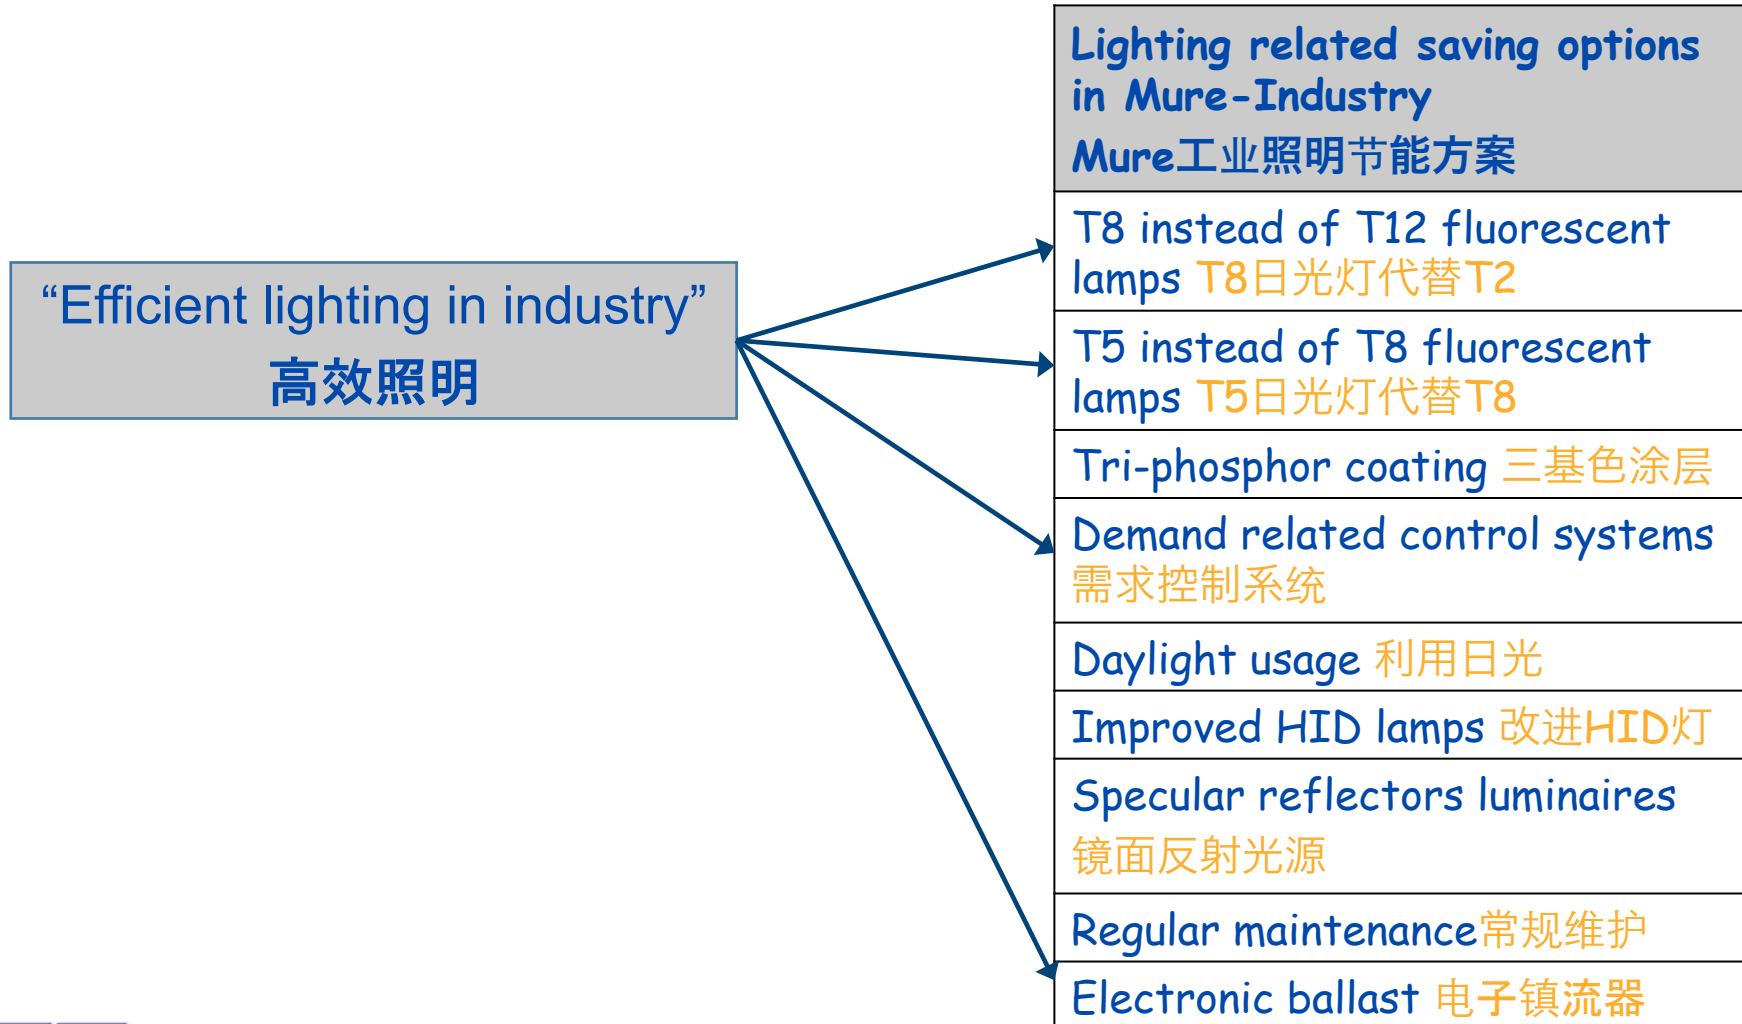 “Efficient lighting in industry”
高效照明
Lighting related saving options
in Mure-Industry
Mure工业照明节能方案
T8 instead of T12 fluorescent
lamps T8日光灯代替T2
T5 instead of T8 fluorescent
lamps T5日光灯代替T8
Tri-phosphor coating 三基色涂层
Demand related control systems
需求控制系统
Daylight usage 利用日光
Improved HID lamps 改进HID灯
Specular reflectors luminaires
镜面反射光源
Regular maintenance常规维护
Electronic ballast 电子镇流器